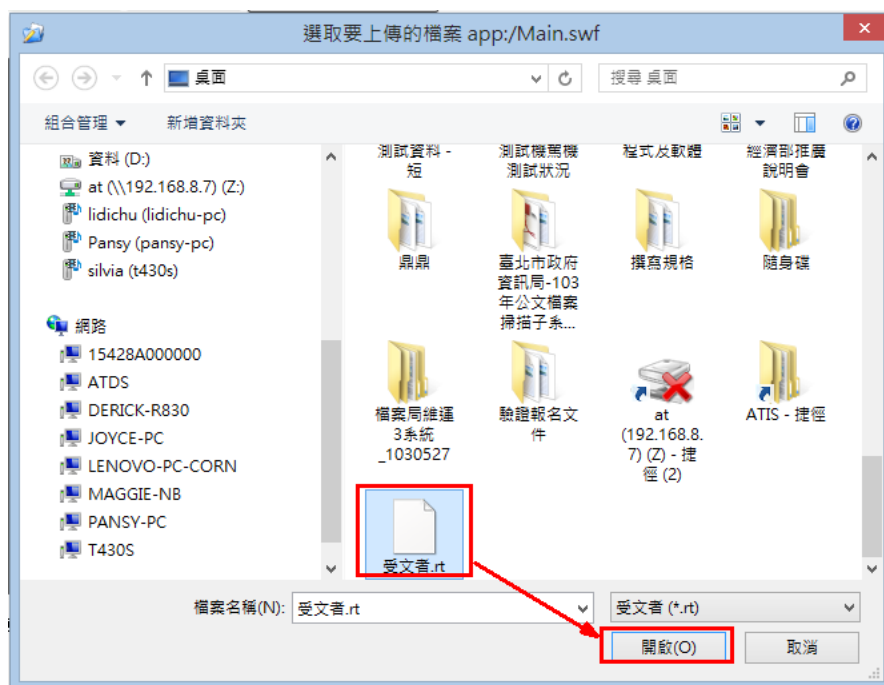 選取要上傳的檔案 app:/Main.swf
桌面
搜尋 桌面
組合管理
新增資料夾
資料 (D:)
at (\\192.168.8.7) (Z:)
lidichu (lidichu-pc)
Pansy (pansy-pc)
silvia (t430s)
網路
15428A000000
ATDS
DERICK-R830
JOYCE-PC
LENOVO-PC-CORN
MAGGIE-NB
PANSY-PC
T430S
測試資料 -
短
測試機罵機
測試狀況
程式及軟體
經濟部推廣
說明會
鼎鼎
臺北市政府
資訊局-103
年公文檔案
掃描子系...
撰寫規格
隨身碟
檔案局維運
3系統
_1030527
驗證報名文
件
at
(192.168.8.
7) (Z) - 捷
徑 (2)
ATIS - 捷徑
受文者.rt
檔案名稱(N):
受文者.rt
受文者 (*.rt)
開啟(O)
取消